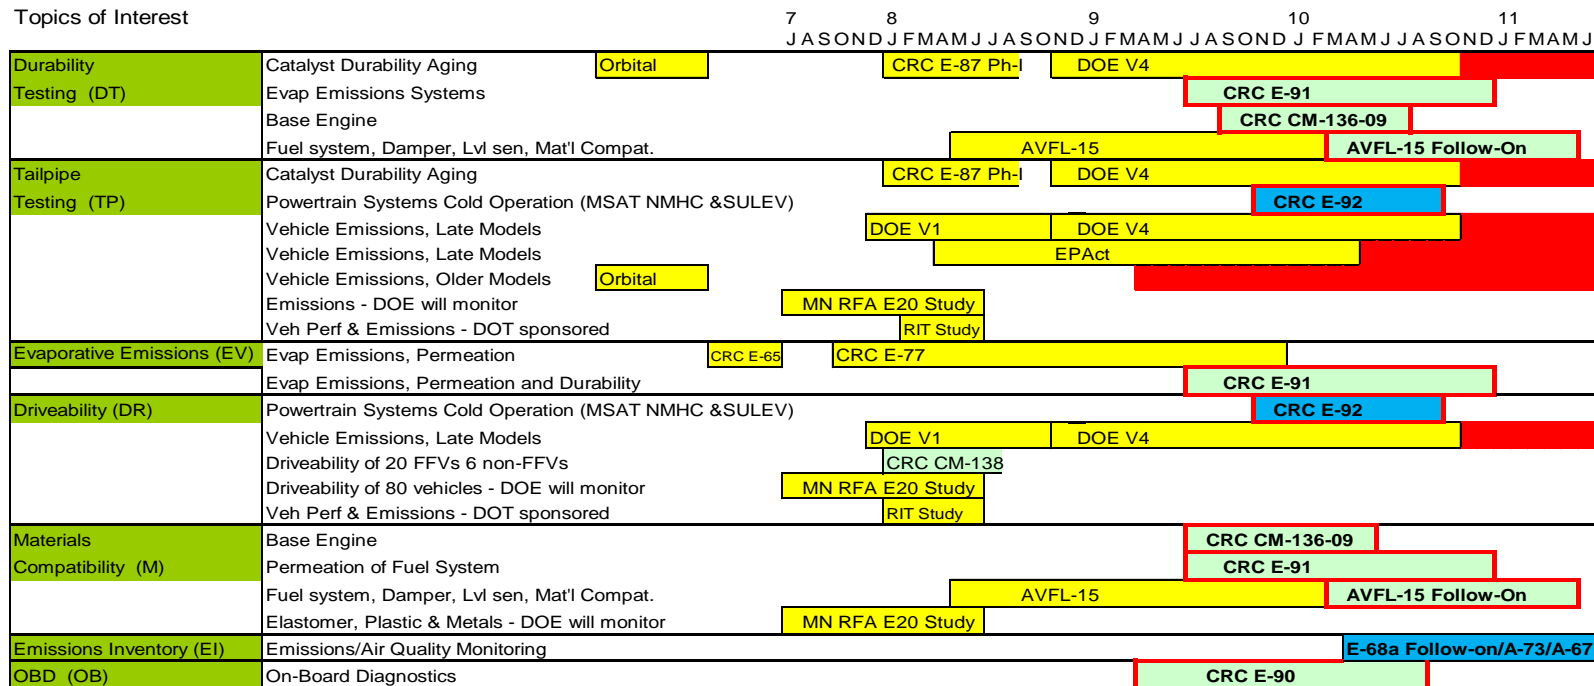 Topics of Interest 7 8 9 10 11
J A S O N D J F M A M J J A S O N D J F M A M J J A S O N D J F M A M J J A S O N D J F M A M J
Durability Catalyst Durability Aging Orbital CRC E-87 Ph-I DOE V4
Testing (DT) Evap Emissions Systems CRC E-91
Base Engine CRC CM-136-09
Fuel system, Damper, Lvl sen, Mat'l Compat. AVFL-15 AVFL-15 Follow-On
Tailpipe Catalyst Durability Aging CRC E-87 Ph-I DOE V4
Testing (TP) Powertrain Systems Cold Operation (MSAT NMHC &SULEV) CRC E-92
Vehicle Emissions, Late Models DOE V1 DOE V4
Vehicle Emissions, Late Models EPAct
Vehicle Emissions, Older Models Orbital
Emissions - DOE will monitor MN RFA E20 Study
Veh Perf & Emissions - DOT sponsored RIT Study
Evaporative Emissions (EV) Evap Emissions, Permeation CRC E-65 CRC E-77
Evap Emissions, Permeation and Durability CRC E-91
Driveability (DR) Powertrain Systems Cold Operation (MSAT NMHC &SULEV) CRC E-92
Vehicle Emissions, Late Models DOE V1 DOE V4
Driveability of 20 FFVs 6 non-FFVs CRC CM-138
Driveability of 80 vehicles - DOE will monitor MN RFA E20 Study
Veh Perf & Emissions - DOT sponsored RIT Study
Materials Base Engine CRC CM-136-09
Compatibility (M) Permeation of Fuel System CRC E-91
Fuel system, Damper, Lvl sen, Mat'l Compat. AVFL-15 AVFL-15 Follow-On
Elastomer, Plastic & Metals - DOE will monitor MN RFA E20 Study
Emissions Inventory (EI) Emissions/Air Quality Monitoring E-68a Follow-on/A-73/A-67
OBD (OB) On-Board Diagnostics CRC E-90